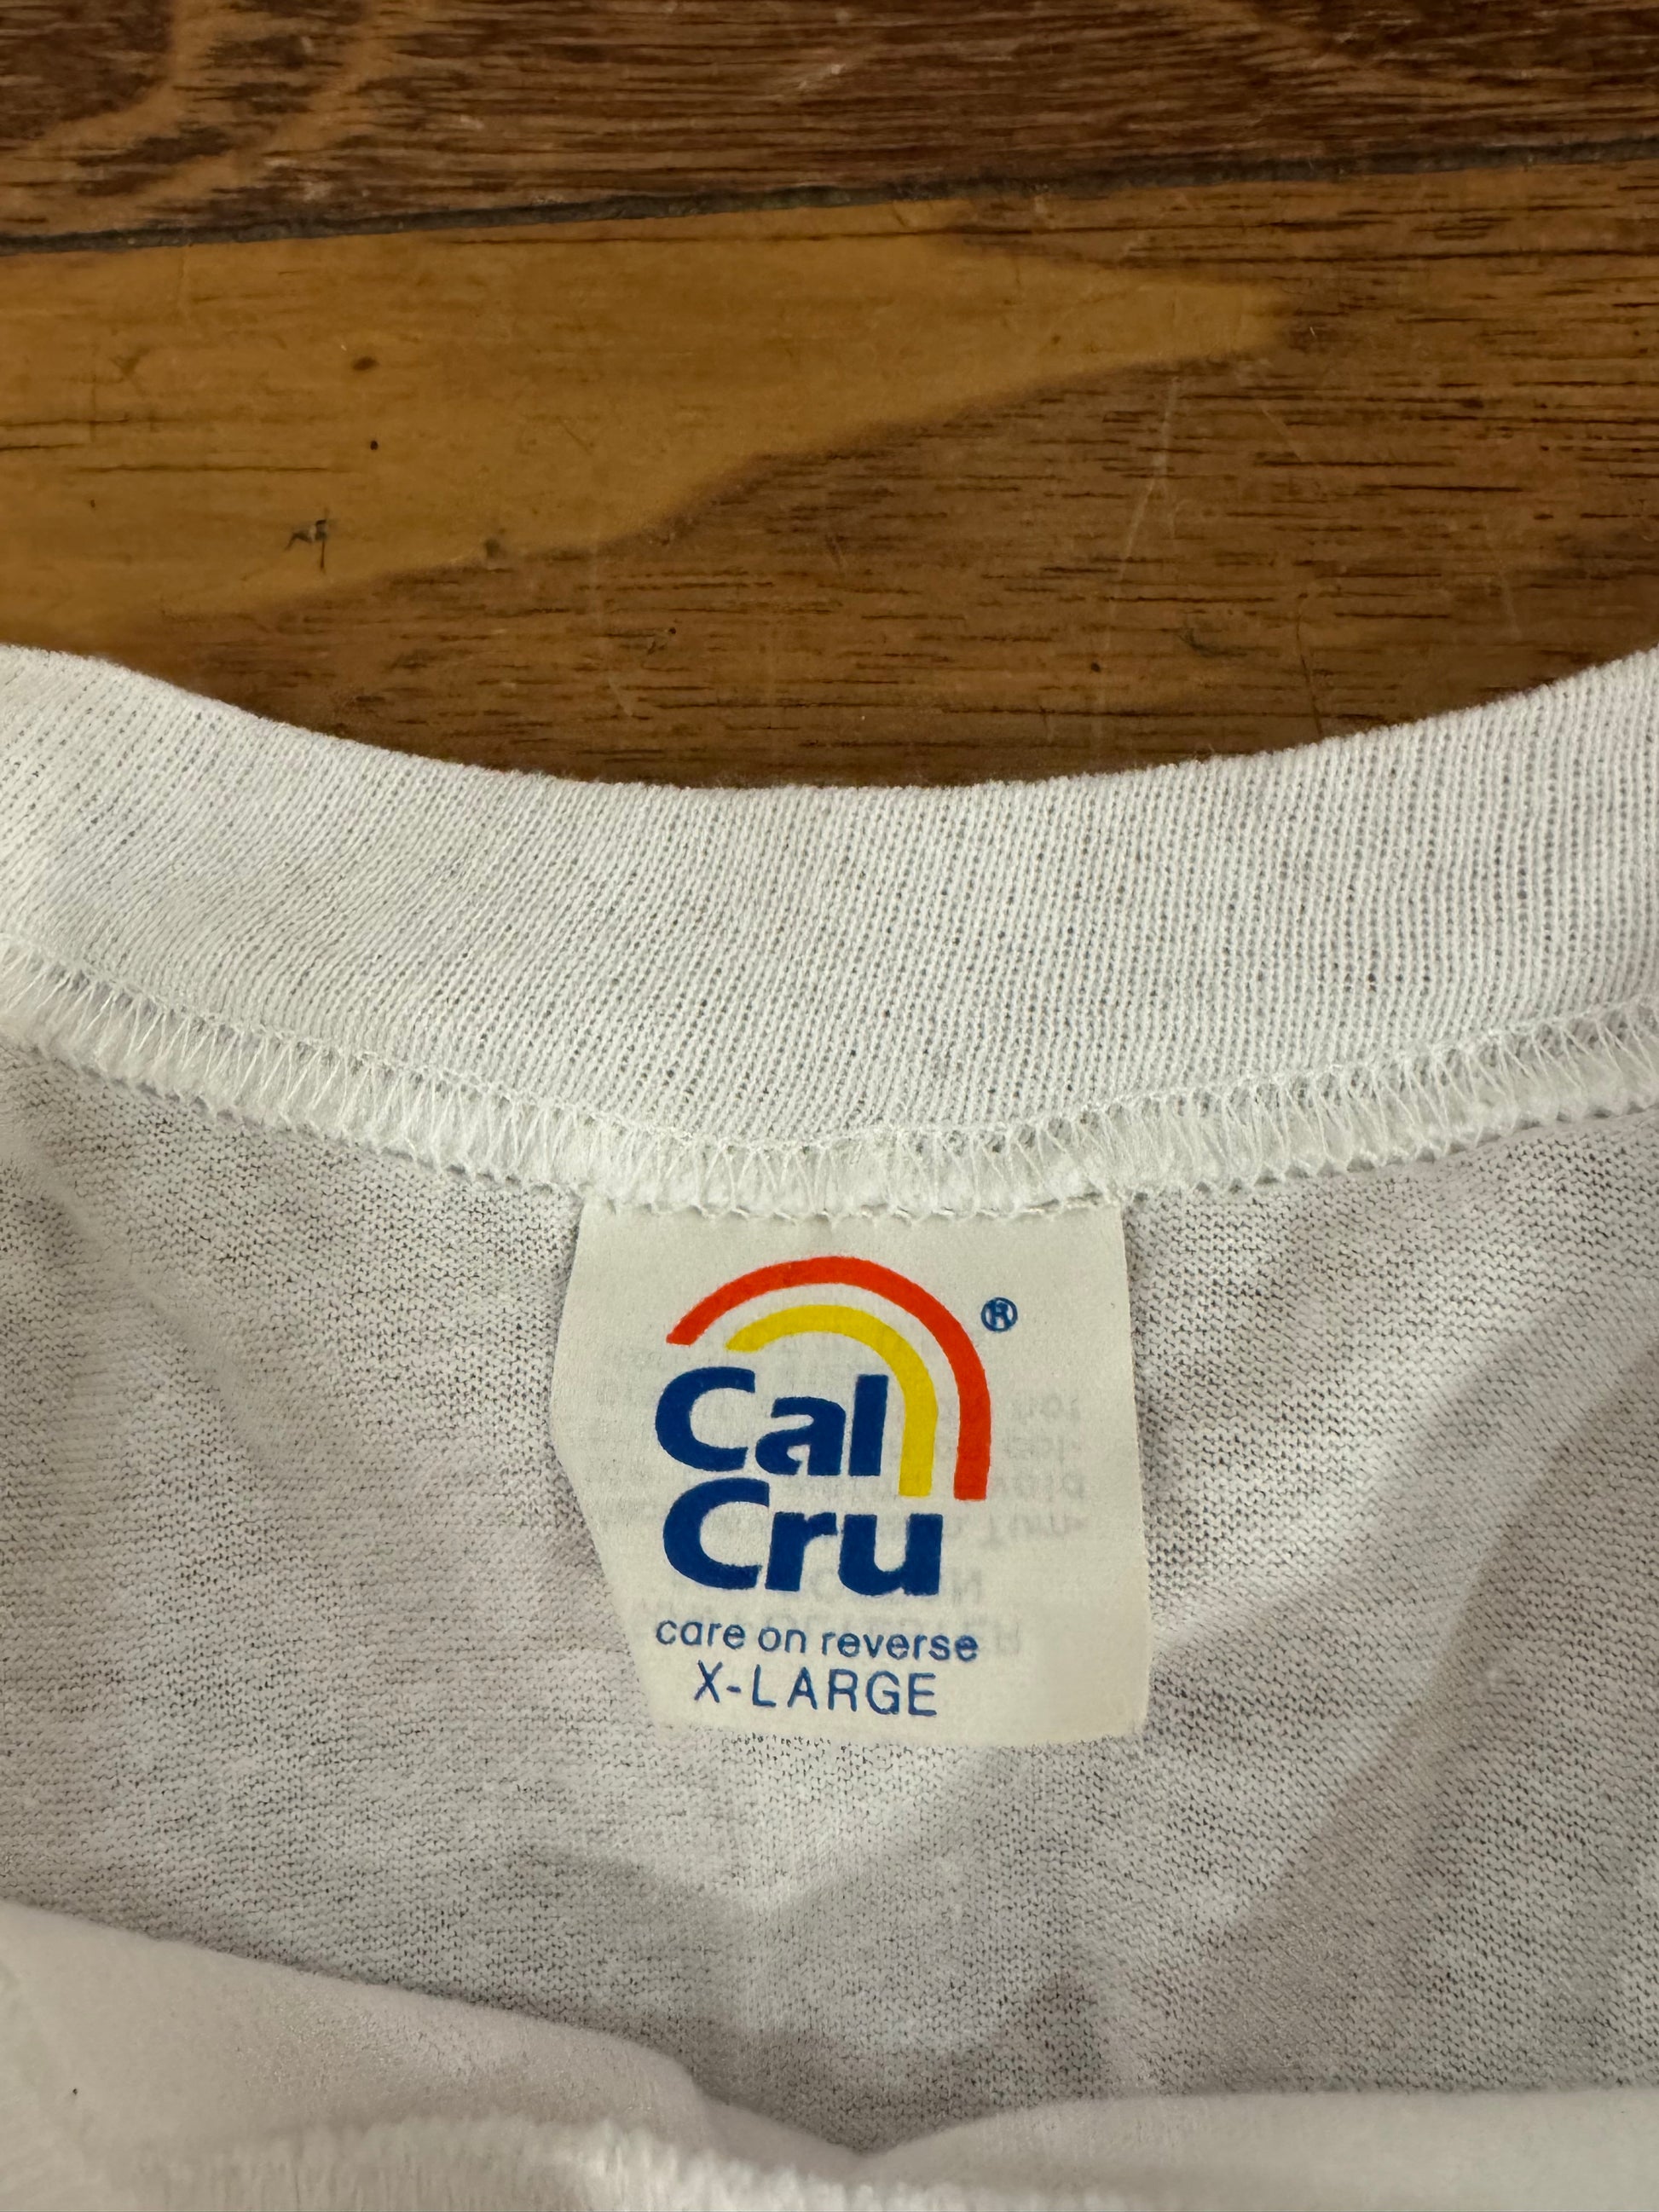 Cal ®
Cru
care on reverse
X-LARGE